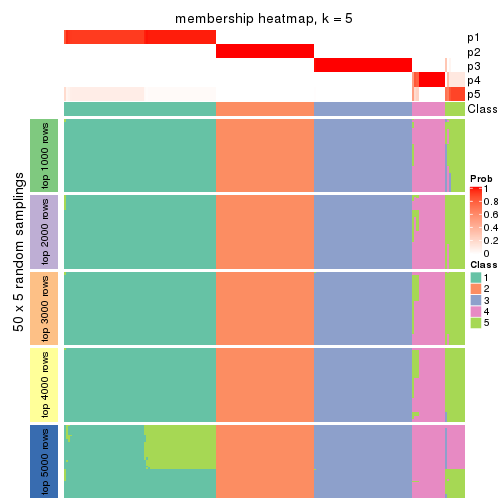 membership heatmap, k = 5
p1
p2
p3
p4
p5
Class
50 x 5 random samplings
top 1000 rows
top 2000 rows
top 3000 rows
top 4000 rows
top 5000 rows
Prob
1
0.8
0.6
0.4
0.2
0
Class
1
2
3
4
5